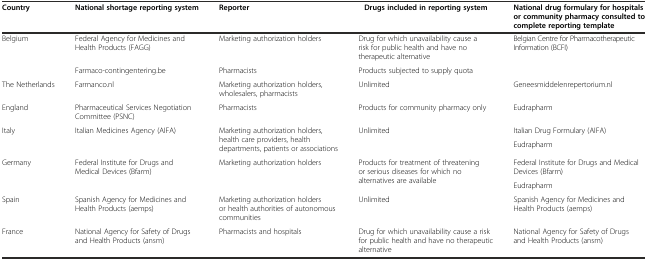 Country National shortage reporting system Reporter Drugs included in reporting system National drug formulary for hospitals
or community pharmacy consulted to
complete reporting template
Belgium Federal Agency for Medicines and Marketing authorization holders Drug for which unavailability cause a Belgian Centre for Pharmacotherapeutic
Health Products (FAGG) risk for public health and have no Information (BCFI)
therapeutic alternative
Farmaco-contingentering.be Pharmacists Products subjected to supply quota
The Netherlands Farmanco.nl Marketing authorization holders, Unlimited Geneesmiddelenrepertorium.nl
wholesalers, pharmacists
England Pharmaceutical Services Negotiation Pharmacists Products for community pharmacy only Eudrapharm
Committee (PSNC)
Italy Italian Medicines Agency (AIFA) Marketing authorization holders, Unlimited Italian Drug Formulary (AIFA)
health care providers, health
departments, patients or associations Eudrapharm
Germany Federal Institute for Drugs and Marketing authorization holders Products for treatment of threatening Federal Institute for Drugs and Medical
Medical Devices (Bfarm) or serious diseases for which no Devices (Bfarm)
alternatives are available
Eudrapharm
Spain Spanish Agency for Medicines and Marketing authorization holders Unlimited Spanish Agency for Medicines and
Health Products (aemps) or health authorities of autonomous Health Products (aemps)
communities
France National Agency for Safety of Drugs Pharmacists and hospitals Drug for which unavailability cause a risk National Agency for Safety of Drugs
and Health Products (ansm) for public health and have no therapeutic and Health Products (ansm)
alternative